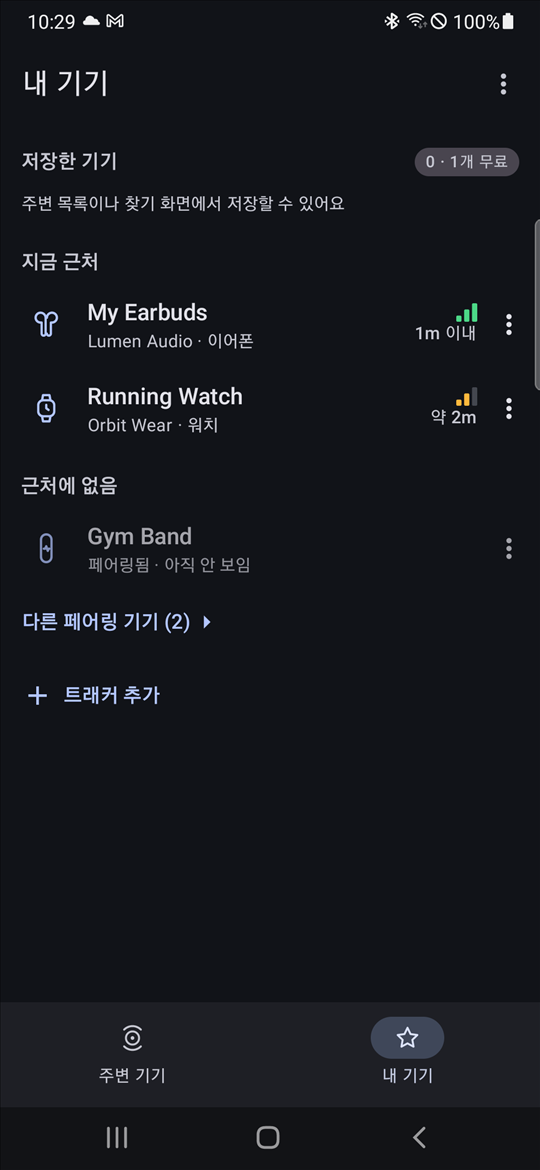 10:29 100%
내 기기
저장한 기기 0 · 1개 무료
주변 목록이나 찾기 화면에서 저장할 수 있어요
지금 근처
My Earbuds
Lumen Audio · 이어폰 1m 이내
Running Watch
Orbit Wear · 워치 약 2m
근처에 없음
Gym Band
페어링됨 · 아직 안 보임
다른 페어링 기기 (2)
트래커 추가
주변 기기 내 기기